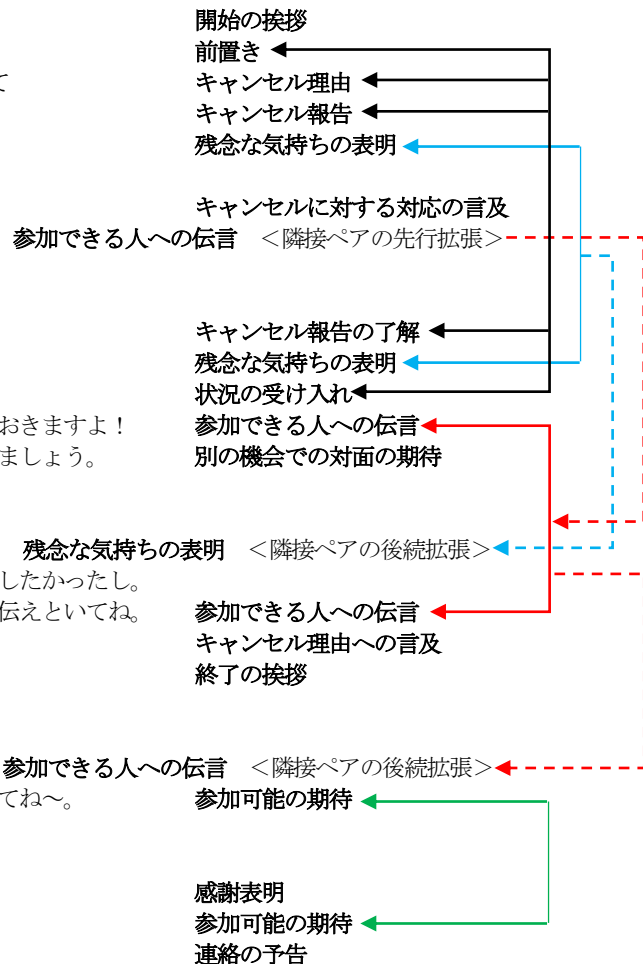 開始の挨拶
前置き
て キャンセル理由
キャンセル報告
残念な気持ちの表明
キャンセルに対する対応の言及
参加できる人への伝言 <隣接ペアの先行拡張>
キャンセル報告の了解
残念な気持ちの表明
状況の受け入れ
おきますよ! 参加できる人への伝言
ましょう。 別の機会での対面の期待
残念な気持ちの表明 <隣接ペアの後続拡張>
したかったし。
伝えといてね。 参加できる人への伝言
キャンセル理由への言及
終了の挨拶
参加できる人への伝言 <隣接ペアの後続拡張>
てね~。 参加可能の期待
感謝表明
参加可能の期待
連絡の予告